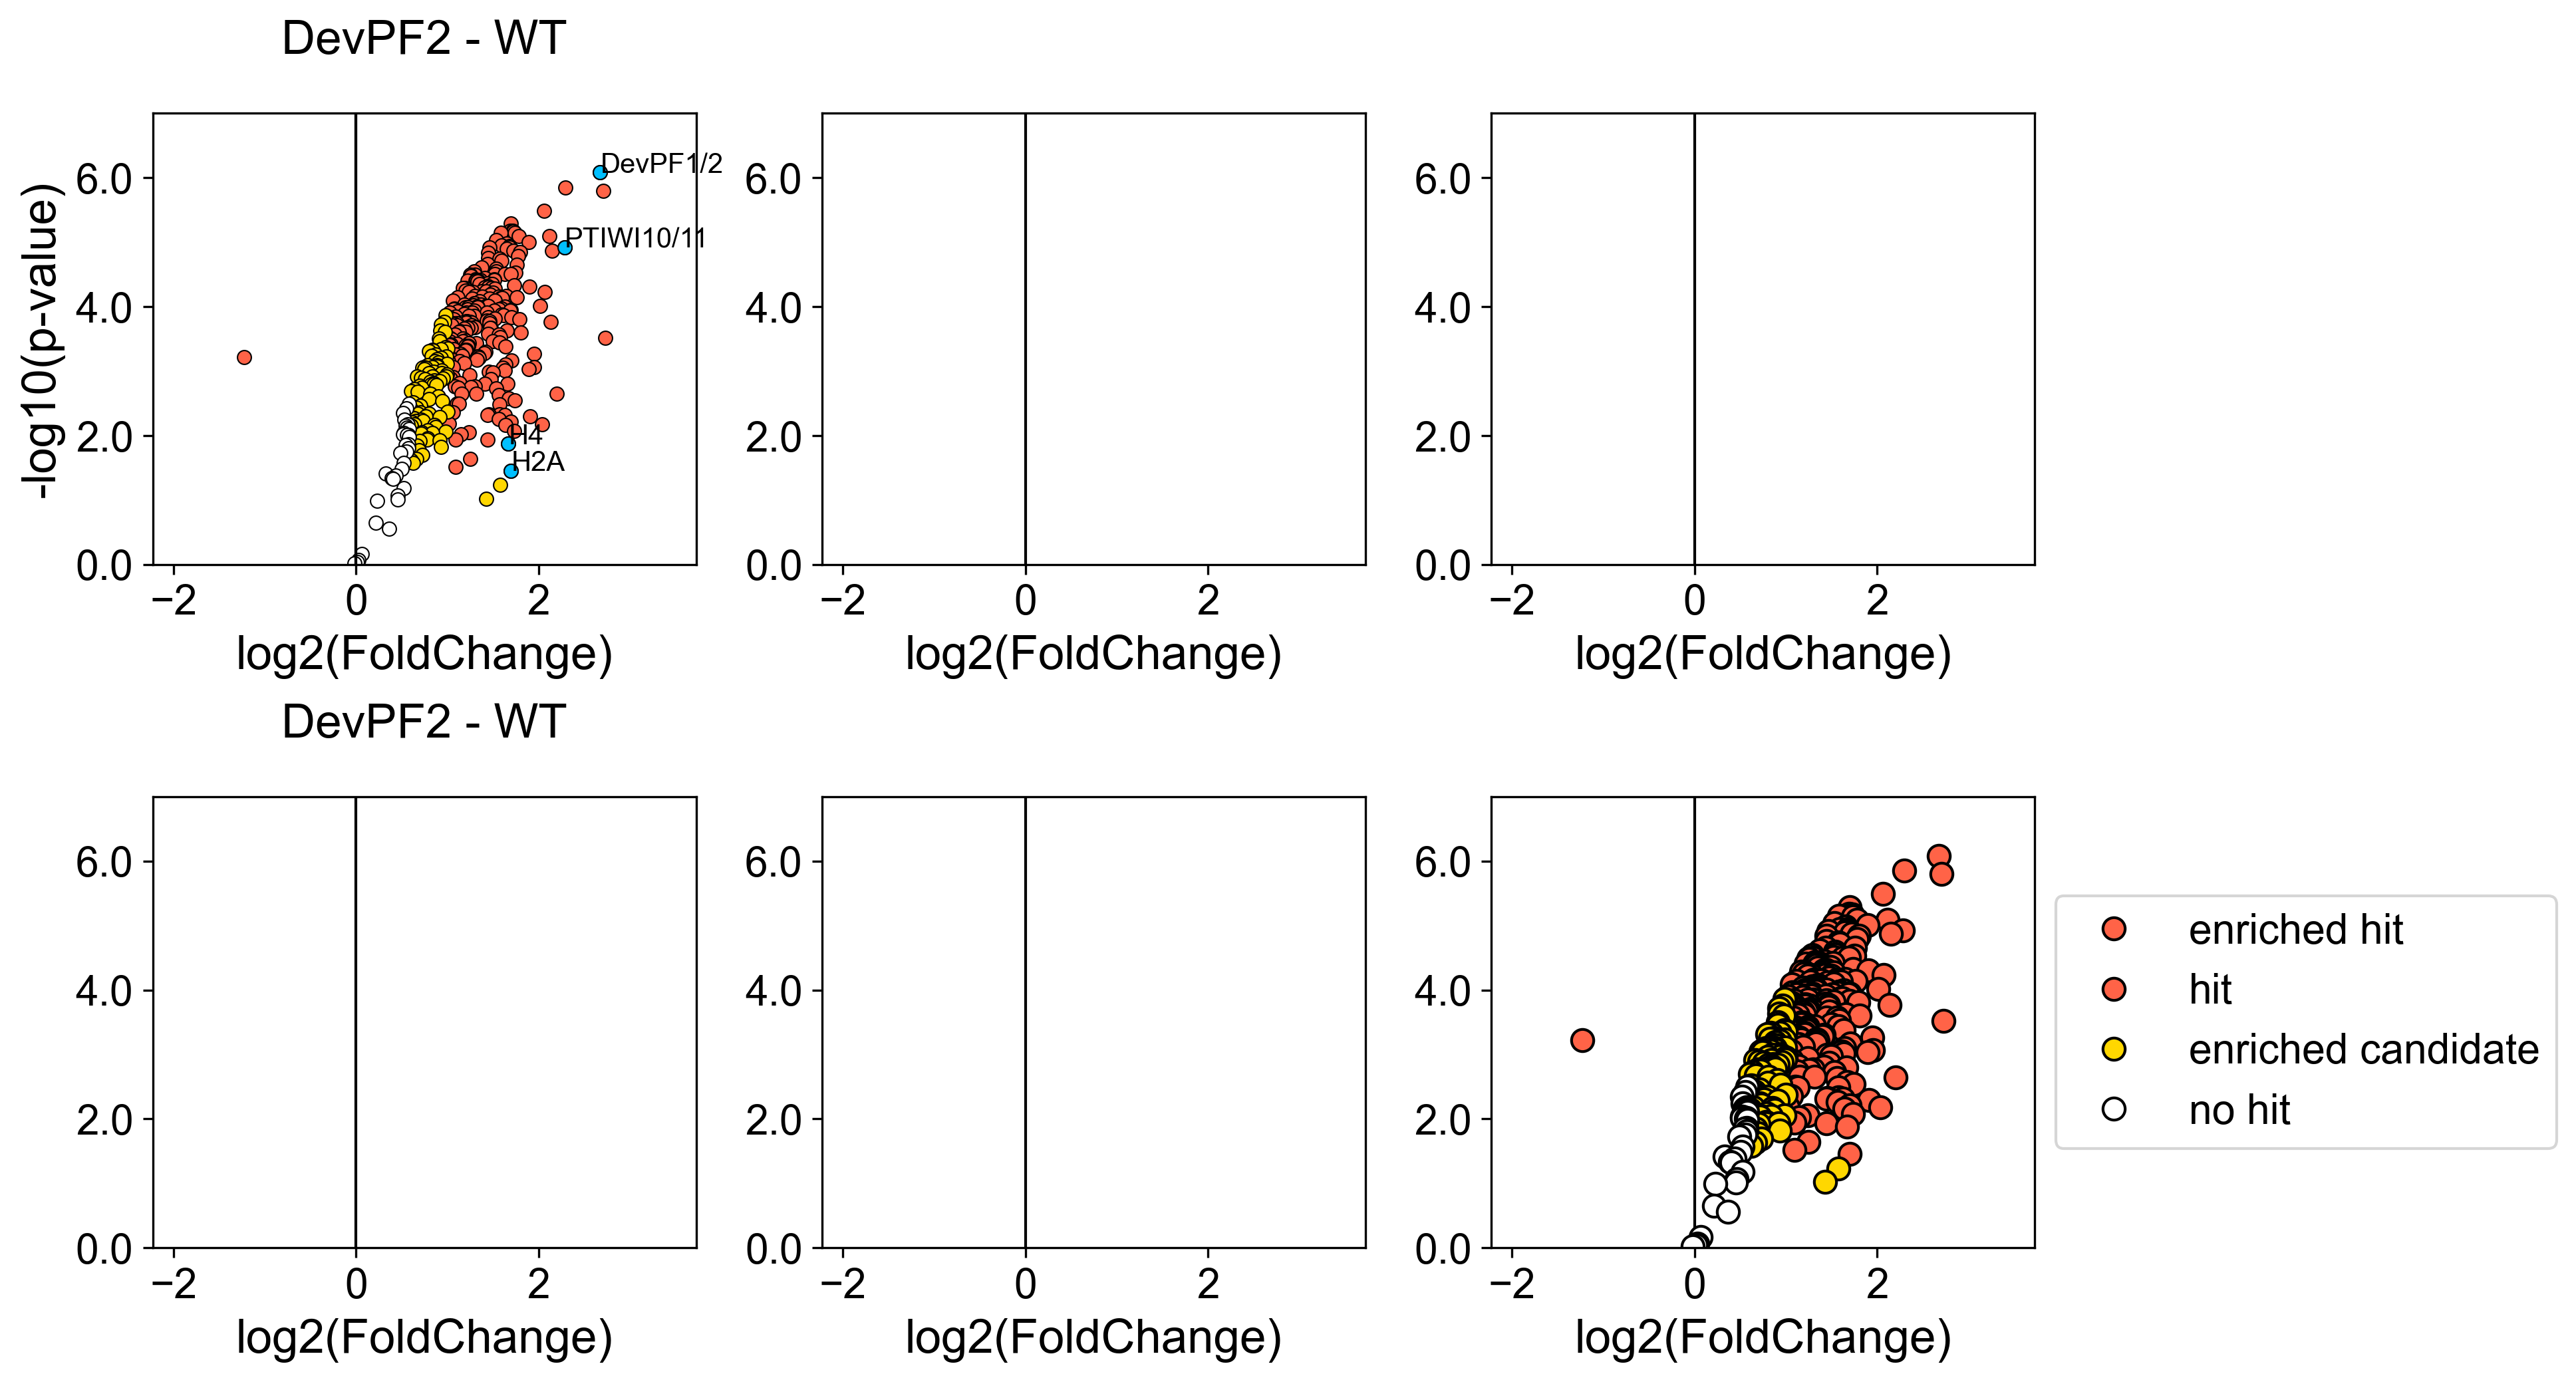 DevPF2 - WT
-log10(p-value)
6.0
4.0
2.0
0.0
DevPF1/2
PTIWI10/11
H4
H2A
−2 0 2
log2(FoldChange)
6.0
4.0
2.0
0.0
−2 0 2
log2(FoldChange)
6.0
4.0
2.0
0.0
−2 0 2
log2(FoldChange)
DevPF2 - WT
6.0
4.0
2.0
0.0
−2 0 2
log2(FoldChange)
6.0
4.0
2.0
0.0
−2 0 2
log2(FoldChange)
6.0
4.0
2.0
0.0
−2 0 2
log2(FoldChange)
enriched hit
hit
enriched candidate
no hit